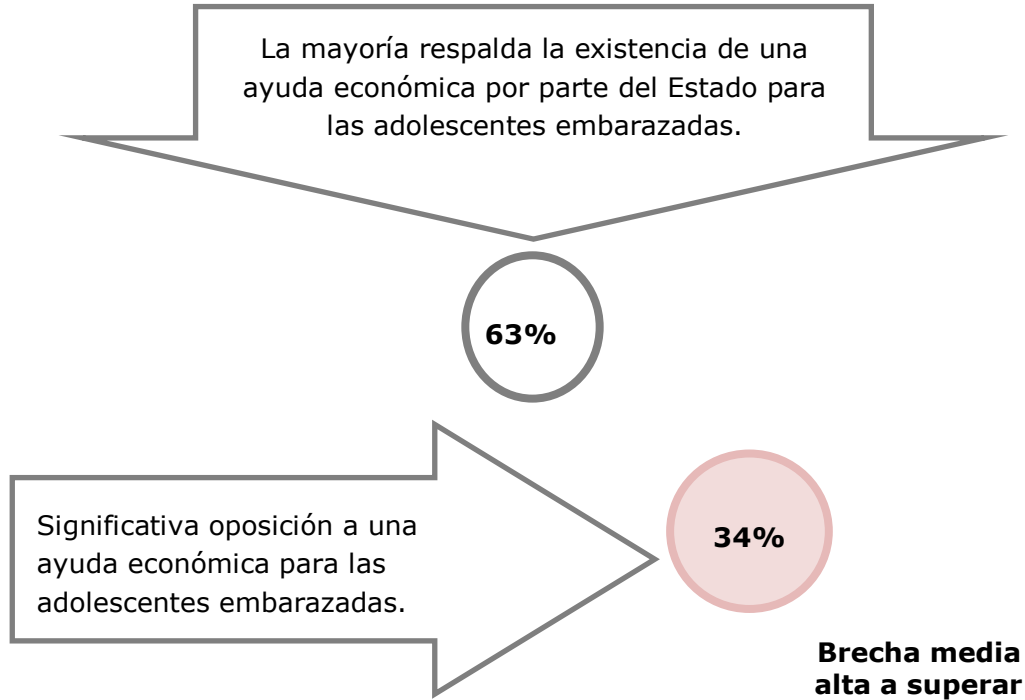 La mayoría respalda la existencia de una
ayuda económica por parte del Estado para
las adolescentes embarazadas.
63%
Significativa oposición a una
ayuda económica para las
adolescentes embarazadas.
34%
Brecha media
alta a superar